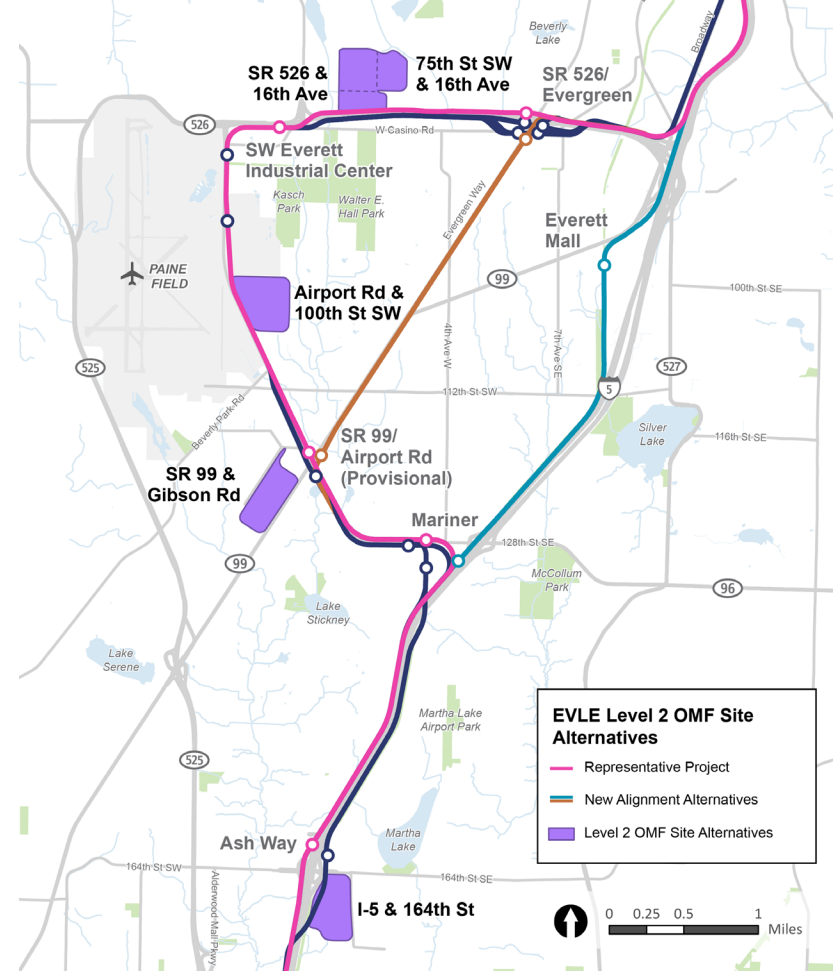 Beverly
Lake
Broadway
SR 526 &
16th Ave
75th St SW
& 16th Ave
SR 526/
Evergreen
526
W Casino Rd
SW Everett
Industrial Center
Kasch
Park
Walter E.
Hall Park
Evergreen Way
Everett
Mall
PAINE
FIELD
Airport Rd &
100th St SW
99
100th St SE
4th Ave W
7th Ave SE
525
527
5
112th St SW
Beverly Park Rd
Silver
Lake
116th St SE
SR 99/
Airport Rd
(Provisional)
SR 99 &
Gibson Rd
Mariner
128th St SE
99
McCollum
Park
96
Lake
Stickney
Lake
Serene
Martha Lake
Airport Park
EVLE Level 2 OMF Site
Alternatives
Representative Project
New Alignment Alternatives
Level 2 OMF Site Alternatives
525
Ash Way
Martha
Lake
164th St SW
164th St SE
Alderwood Mall Pkwy
I-5 & 164th St
0 0.25 0.5 1
Miles